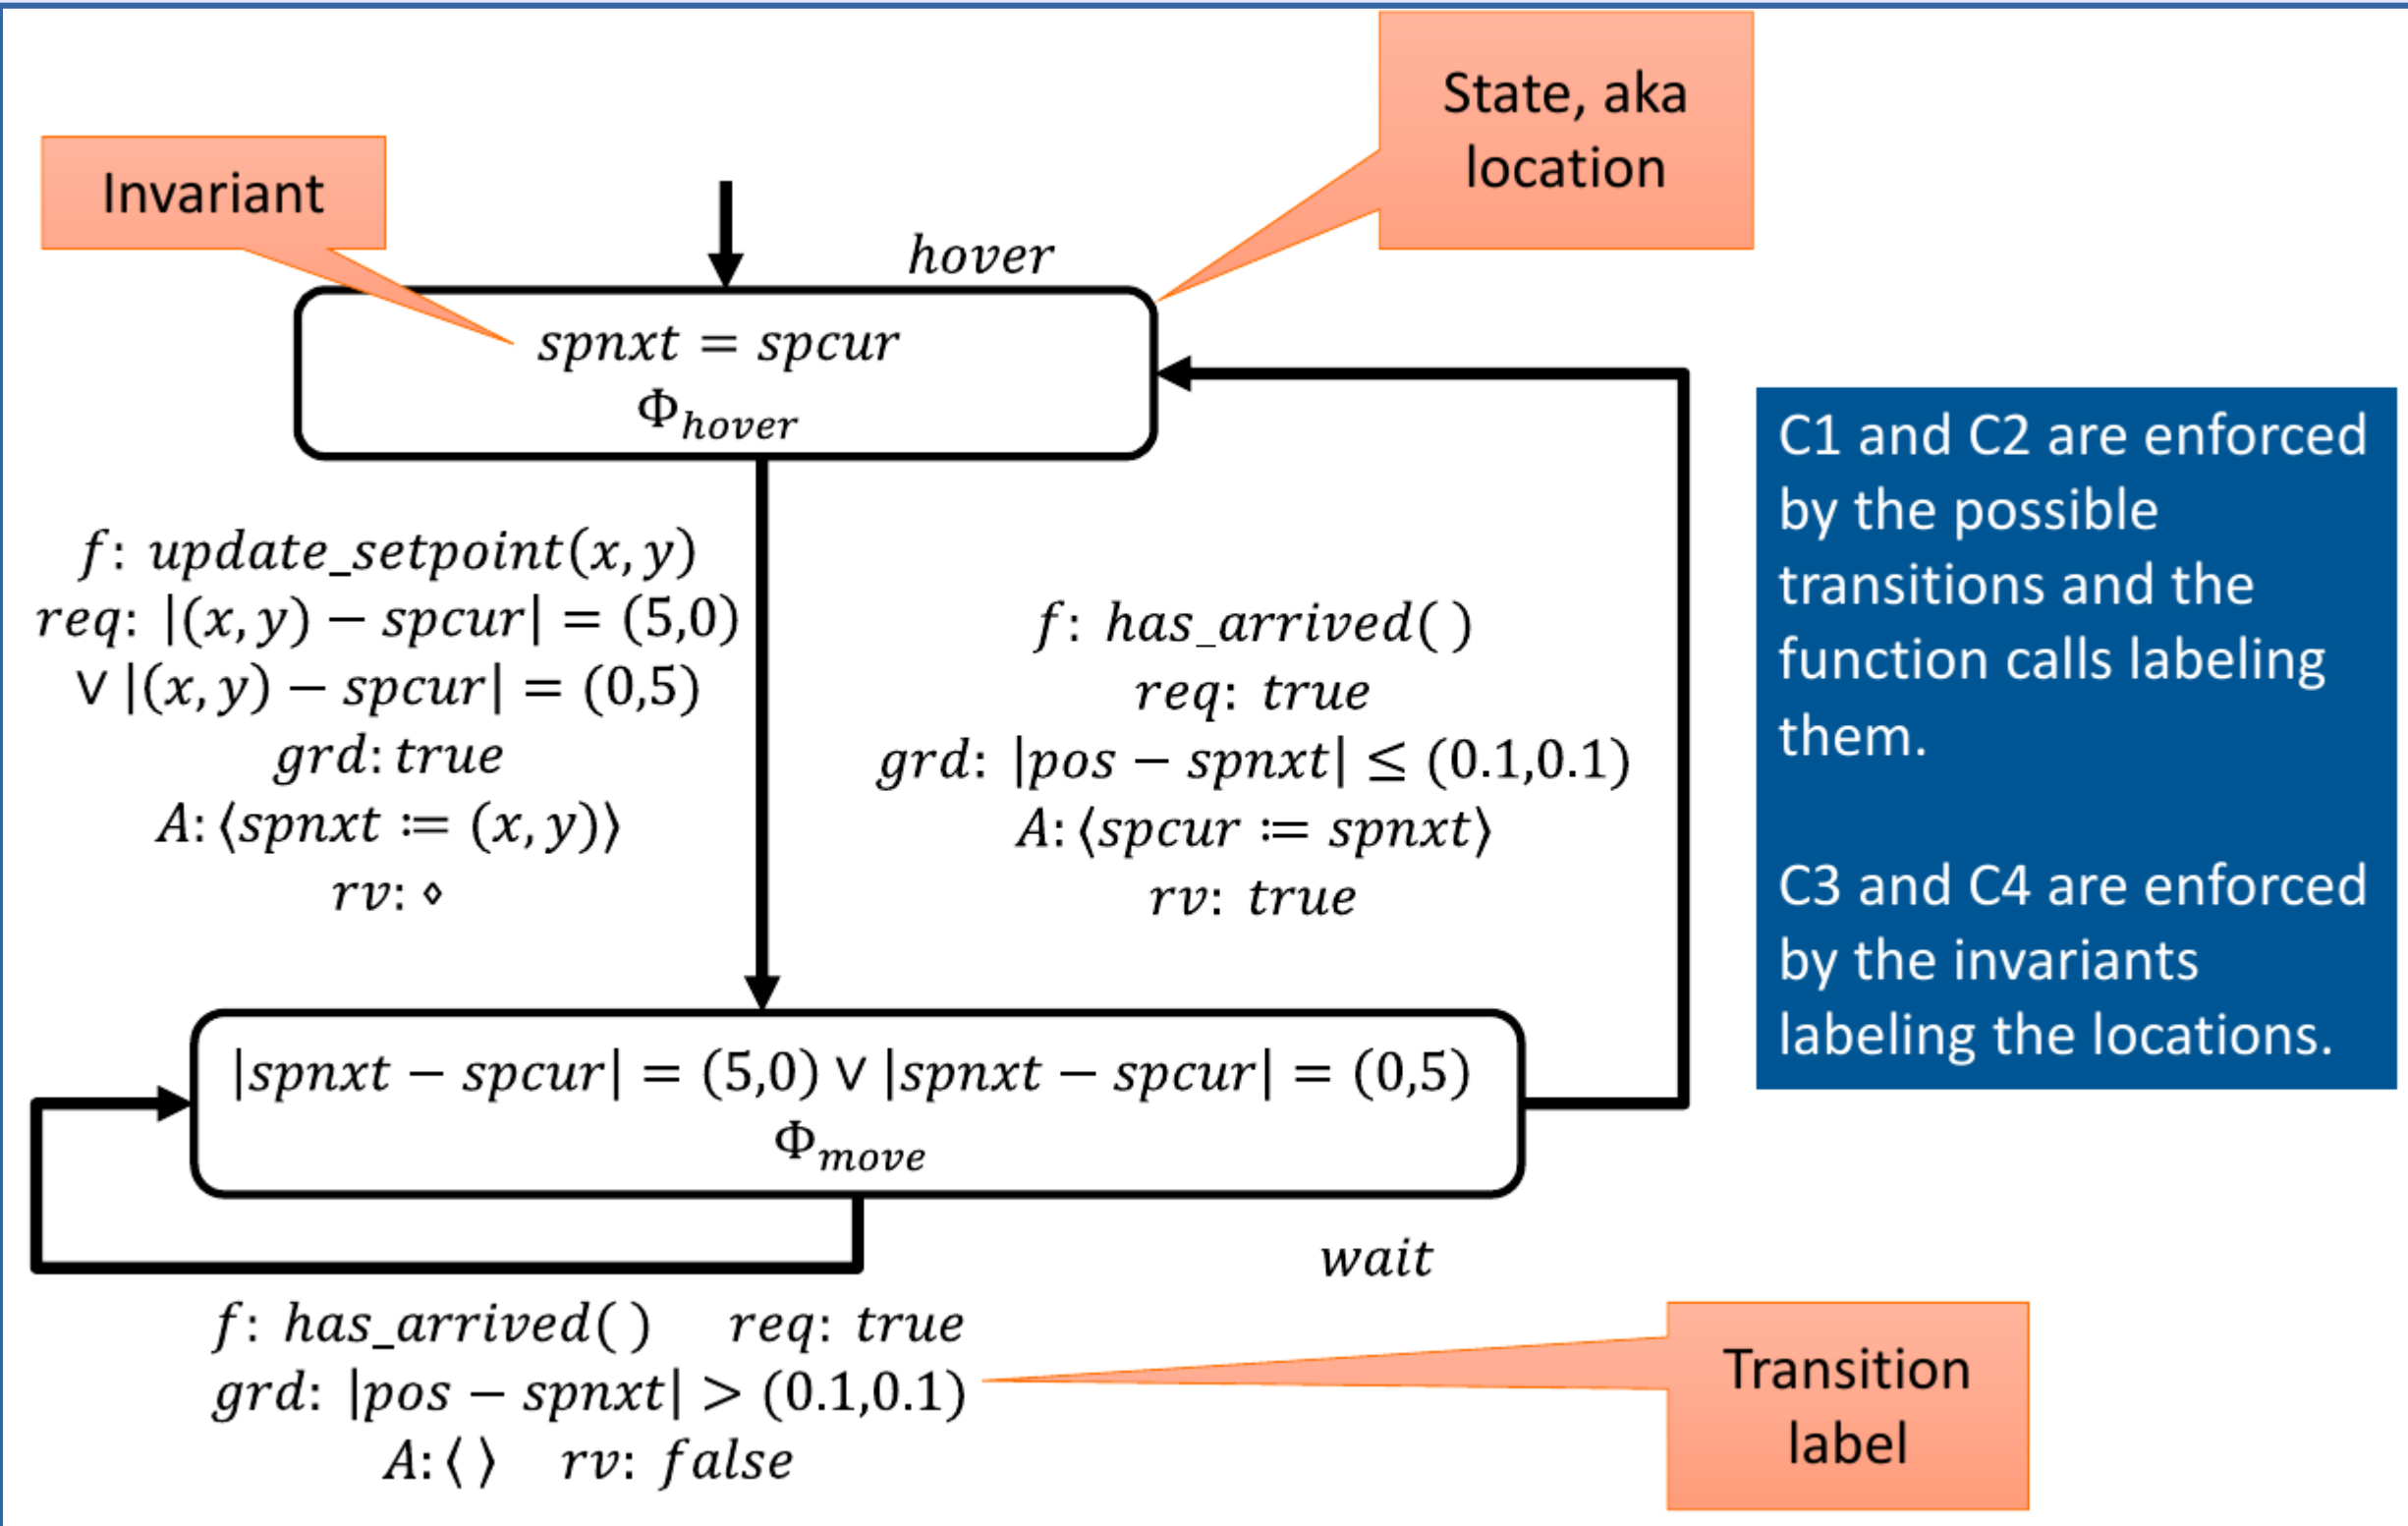 State, aka
location
Invariant
hover
spnxt = spcur
Φ_hover
f: update_setpoint(x, y)
req: |(x, y) − spcur| = (5,0)
∨ |(x, y) − spcur| = (0,5)
grd: true
A: ⟨spnxt ≔ (x, y)⟩
rv: ⋄
f: has_arrived( )
req: true
grd: |pos − spnxt| ≤ (0.1,0.1)
A: ⟨spcur ≔ spnxt⟩
rv: true
C1 and C2 are enforced
by the possible
transitions and the
function calls labeling
them.
C3 and C4 are enforced
by the invariants
labeling the locations.
|spnxt − spcur| = (5,0) ∨ |spnxt − spcur| = (0,5)
Φ_move
wait
f: has_arrived( ) req: true
grd: |pos − spnxt| > (0.1,0.1)
A: ⟨ ⟩ rv: false
Transition
label